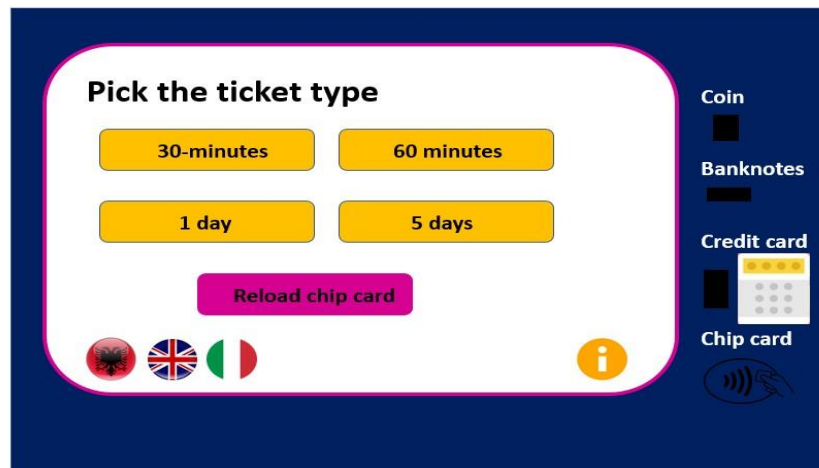 Pick the ticket type
30-minutes
60 minutes
1 day
5 days
Reload chip card
i
Coin
Banknotes
Credit card
Chip card